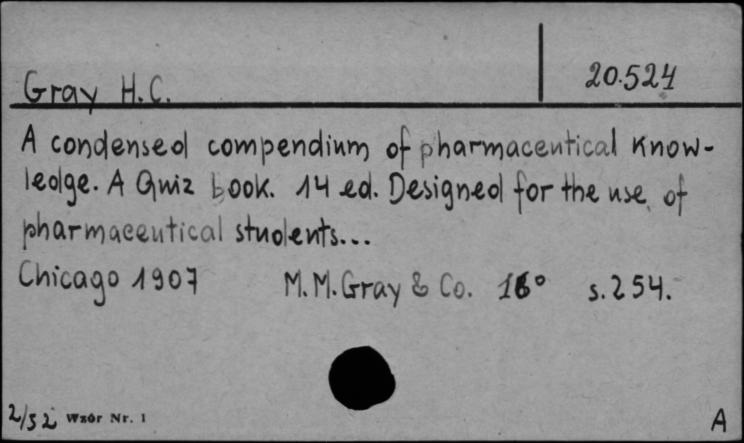 20.524
Gray H.C.
A condensed compendium of pharmaceutical Know-
ledge. A Quiz book. 14 ed. Designed for the use of
pharmaceutical students...
Chicago 1907 M.M. Gray & Co. 16° s. 254.
2/52 Wzór Nr. 1
A